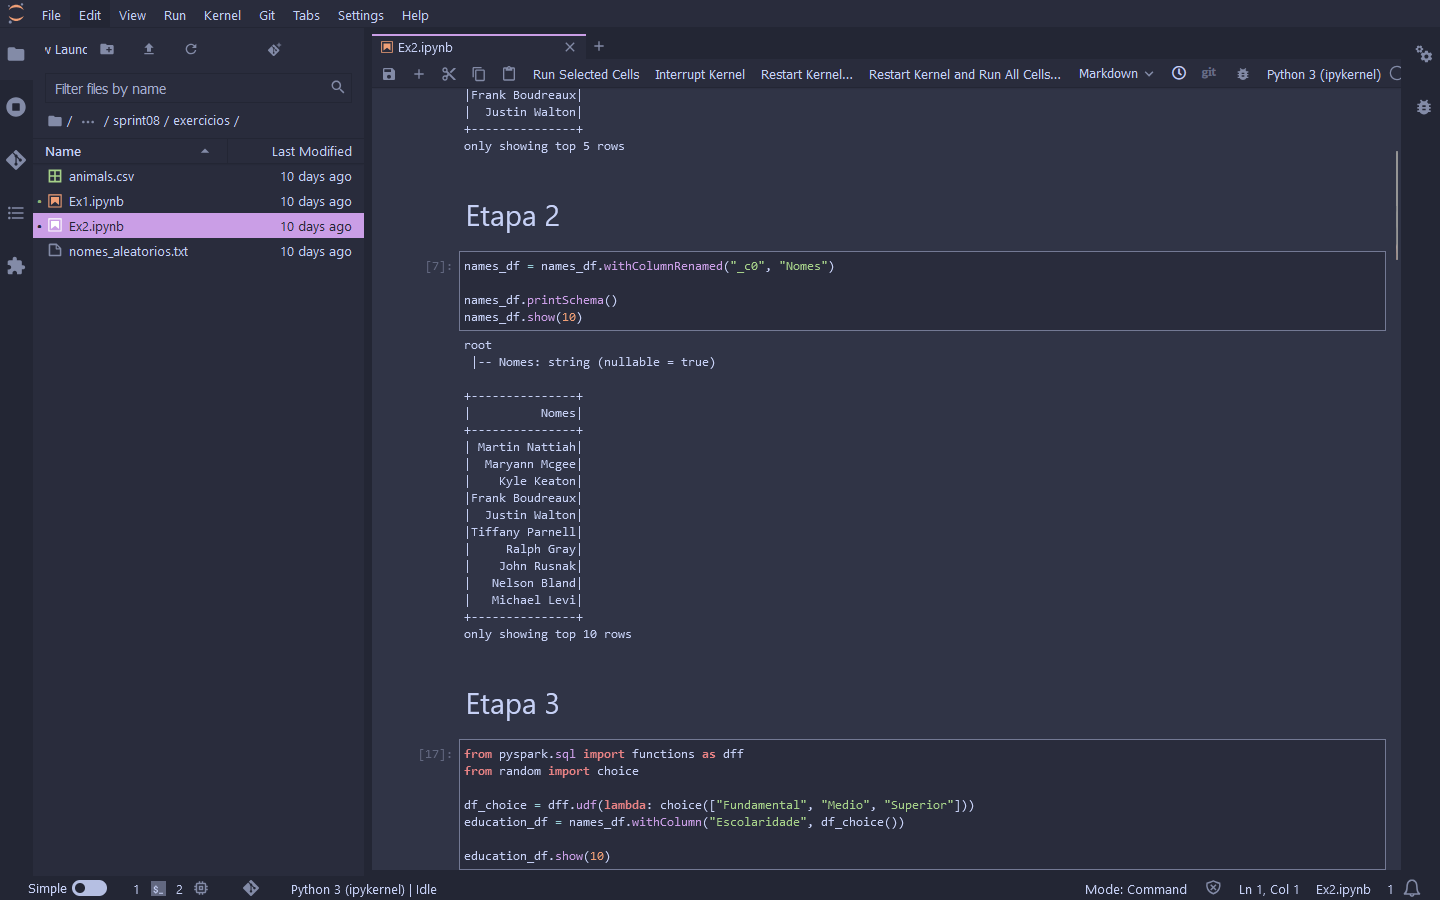 File Edit View Run Kernel Git Tabs Settings Help
Launc
Ex2.ipynb
Run Selected Cells Interrupt Kernel Restart Kernel... Restart Kernel and Run All Cells... Markdown git Python 3 (ipykernel)
Filter files by name
/ ... / sprint08 / exercicios /
Name Last Modified
animals.csv 10 days ago
Ex1.ipynb 10 days ago
Ex2.ipynb 10 days ago
nomes_aleatorios.txt 10 days ago
|Frank Boudreaux|
|  Justin Walton|
+---------------+
only showing top 5 rows
Etapa 2
[7]:
names_df = names_df.withColumnRenamed("_c0", "Nomes")
names_df.printSchema()
names_df.show(10)
root
 |-- Nomes: string (nullable = true)
+---------------+
|          Nomes|
+---------------+
| Martin Nattiah|
|  Maryann Mcgee|
|    Kyle Keaton|
|Frank Boudreaux|
|  Justin Walton|
|Tiffany Parnell|
|     Ralph Gray|
|    John Rusnak|
|   Nelson Bland|
|   Michael Levi|
+---------------+
only showing top 10 rows
Etapa 3
[17]:
from pyspark.sql import functions as dff
from random import choice
df_choice = dff.udf(lambda: choice(["Fundamental", "Medio", "Superior"]))
education_df = names_df.withColumn("Escolaridade", df_choice())
education_df.show(10)
Simple 1 $_ 2 Python 3 (ipykernel) | Idle Mode: Command Ln 1, Col 1 Ex2.ipynb 1